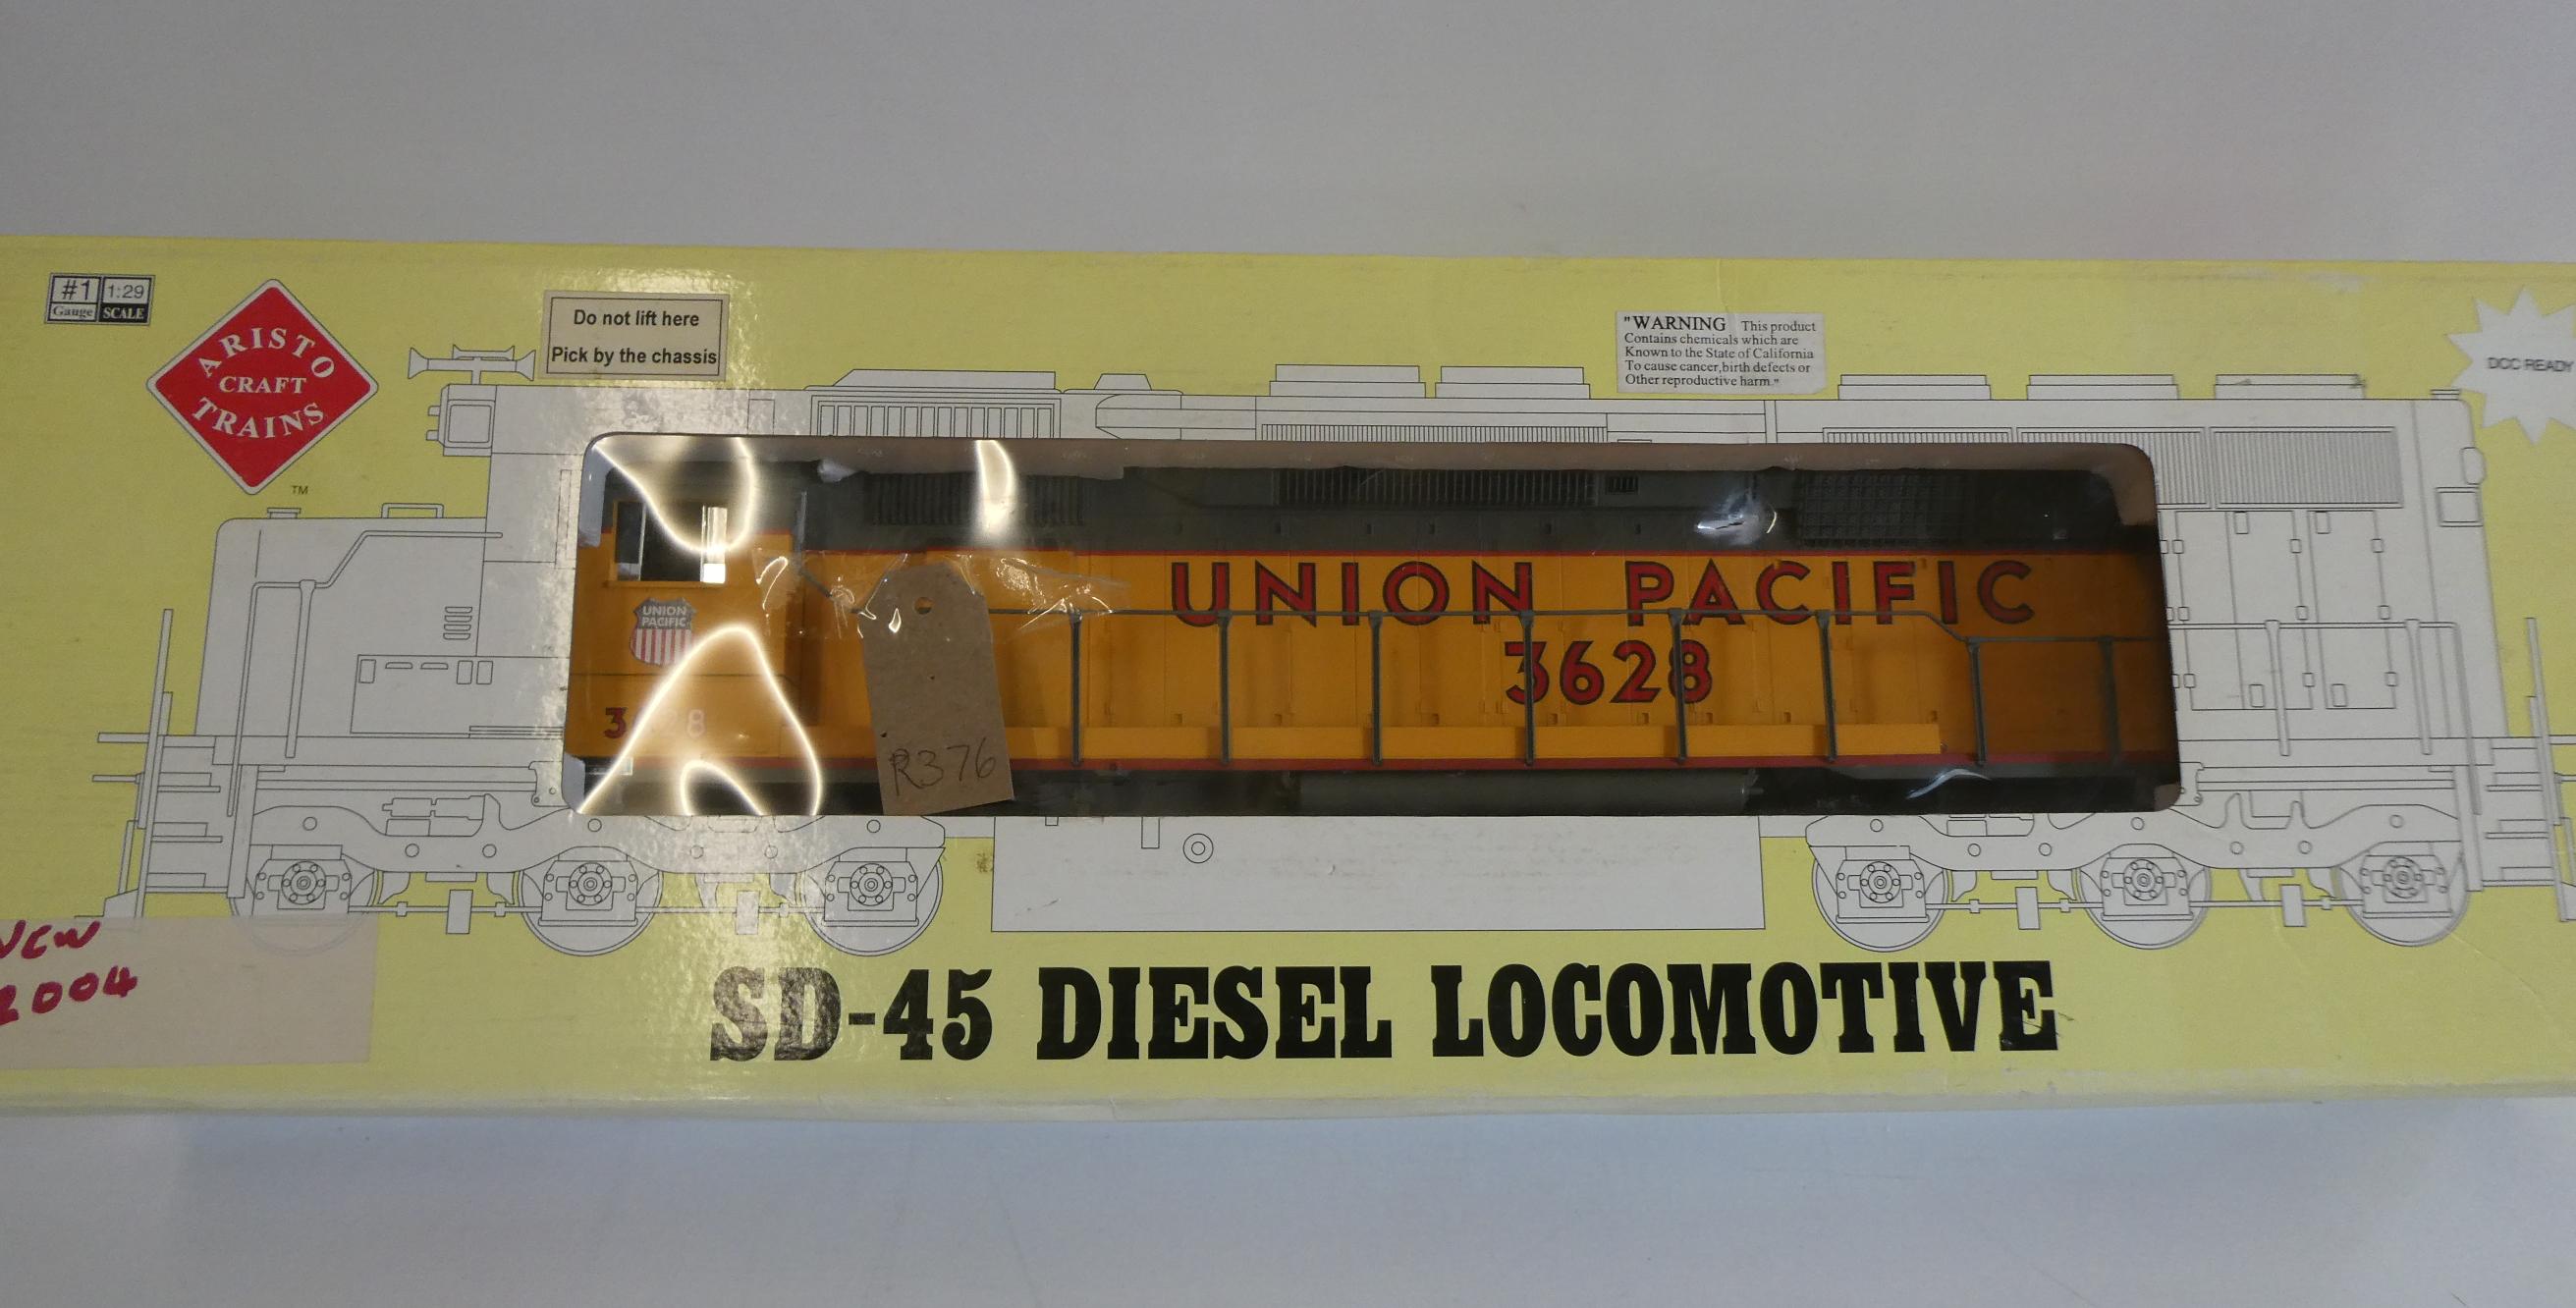 #1
Gauge
1:29
SCALE
ARISTO
CRAFT
TRAINS
TM
Do not lift here
Pick by the chassis
"WARNING This product
Contains chemicals which are
Known to the State of California
To cause cancer,birth defects or
Other reproductive harm."
DCC READY
UNION
PACIFIC
UNION PACIFIC
3628
R376
2004
SD-45 DIESEL LOCOMOTIVE